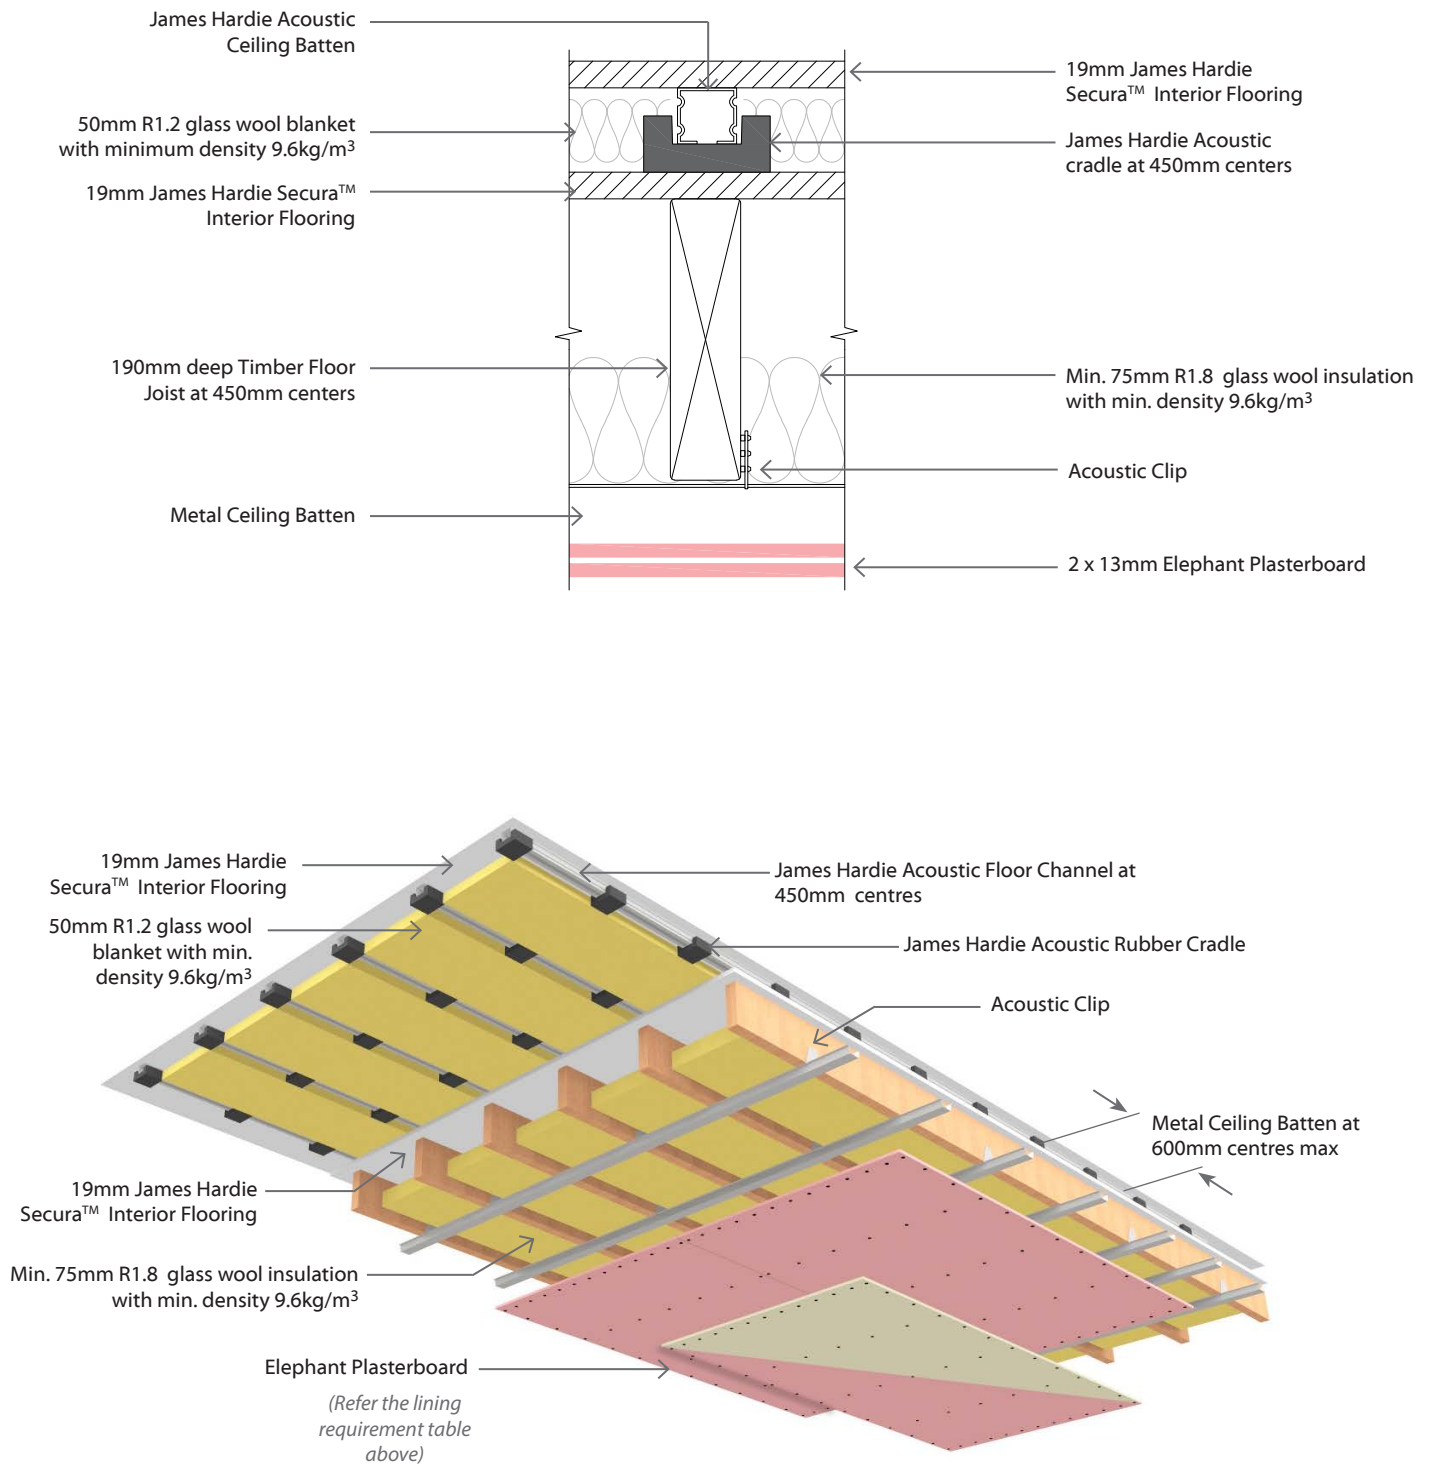 James Hardie Acoustic
Ceiling Batten
50mm R1.2 glass wool blanket
with minimum density 9.6kg/m³
19mm James Hardie Secura™
Interior Flooring
190mm deep Timber Floor
Joist at 450mm centers
Metal Ceiling Batten
19mm James Hardie
Secura™ Interior Flooring
James Hardie Acoustic
cradle at 450mm centers
Min. 75mm R1.8 glass wool insulation
with min. density 9.6kg/m³
Acoustic Clip
2 x 13mm Elephant Plasterboard
19mm James Hardie
Secura™ Interior Flooring
50mm R1.2 glass wool
blanket with min.
density 9.6kg/m³
19mm James Hardie
Secura™ Interior Flooring
Min. 75mm R1.8 glass wool insulation
with min. density 9.6kg/m³
Elephant Plasterboard
(Refer the lining
requirement table
above)
James Hardie Acoustic Floor Channel at
450mm centres
James Hardie Acoustic Rubber Cradle
Acoustic Clip
Metal Ceiling Batten at
600mm centres max